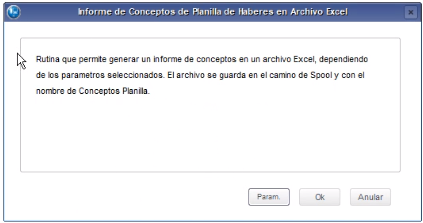 Informe de Conceptos de Planilla de Haberes en Archivo Excel
Rutina que permite generar un informe de conceptos en un archivo Excel, dependiendo
de los parametros seleccionados. El archivo se guarda en el camino de Spool y con el
nombre de Conceptos Planilla.
Param. Ok Anular